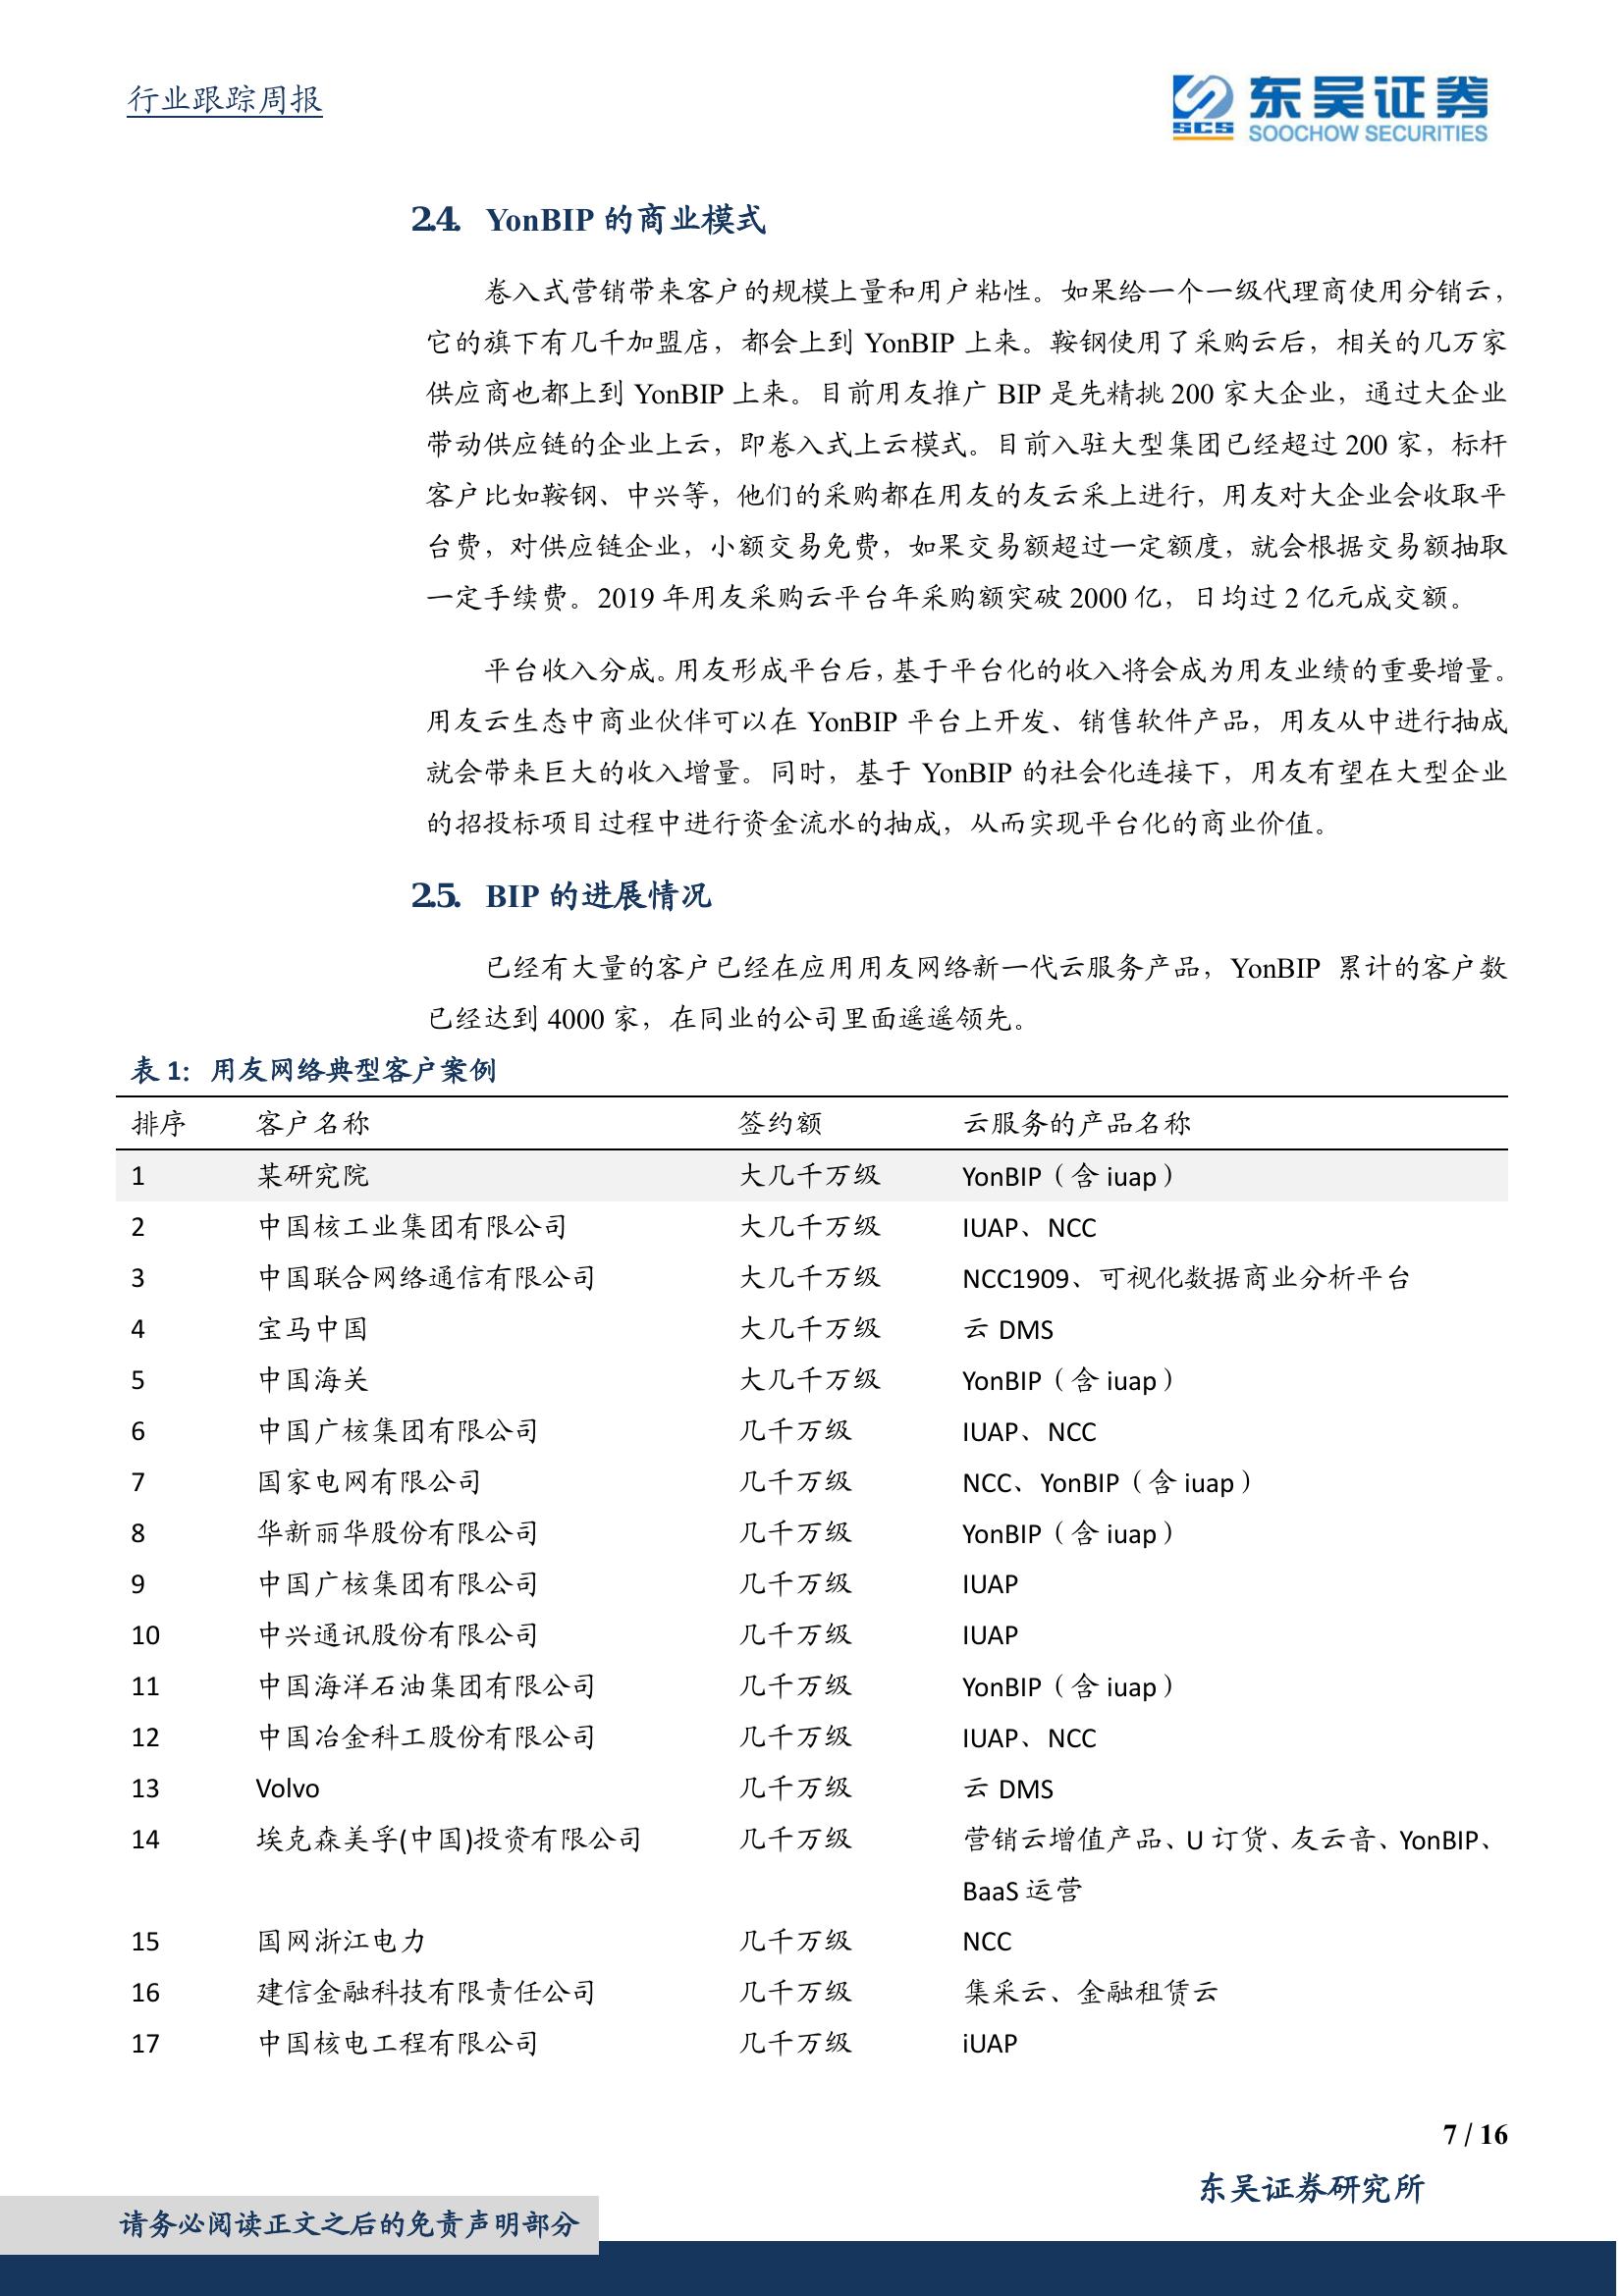 行业跟踪周报
SCS 东吴证券
SOOCHOW SECURITIES
2.4. YonBIP 的商业模式
卷入式营销带来客户的规模上量和用户粘性。如果给一个一级代理商使用分销云，
它的旗下有几千加盟店，都会上到 YonBIP 上来。鞍钢使用了采购云后，相关的几万家
供应商也都上到 YonBIP 上来。目前用友推广 BIP 是先精挑 200 家大企业，通过大企业
带动供应链的企业上云，即卷入式上云模式。目前入驻大型集团已经超过 200 家，标杆
客户比如鞍钢、中兴等，他们的采购都在用友的友云采上进行，用友对大企业会收取平
台费，对供应链企业，小额交易免费，如果交易额超过一定额度，就会根据交易额抽取
一定手续费。2019 年用友采购云平台年采购额突破 2000 亿，日均过 2 亿元成交额。
平台收入分成。用友形成平台后，基于平台化的收入将会成为用友业绩的重要增量。
用友云生态中商业伙伴可以在 YonBIP 平台上开发、销售软件产品，用友从中进行抽成
就会带来巨大的收入增量。同时，基于 YonBIP 的社会化连接下，用友有望在大型企业
的招投标项目过程中进行资金流水的抽成，从而实现平台化的商业价值。
2.5. BIP 的进展情况
已经有大量的客户已经在应用用友网络新一代云服务产品，YonBIP 累计的客户数
已经达到 4000 家，在同业的公司里面遥遥领先。
表 1：用友网络典型客户案例
排序 客户名称 签约额 云服务的产品名称
1 某研究院 大几千万级 YonBIP（含 iuap）
2 中国核工业集团有限公司 大几千万级 IUAP、NCC
3 中国联合网络通信有限公司 大几千万级 NCC1909、可视化数据商业分析平台
4 宝马中国 大几千万级 云 DMS
5 中国海关 大几千万级 YonBIP（含 iuap）
6 中国广核集团有限公司 几千万级 IUAP、NCC
7 国家电网有限公司 几千万级 NCC、YonBIP（含 iuap）
8 华新丽华股份有限公司 几千万级 YonBIP（含 iuap）
9 中国广核集团有限公司 几千万级 IUAP
10 中兴通讯股份有限公司 几千万级 IUAP
11 中国海洋石油集团有限公司 几千万级 YonBIP（含 iuap）
12 中国冶金科工股份有限公司 几千万级 IUAP、NCC
13 Volvo 几千万级 云 DMS
14 埃克森美孚(中国)投资有限公司 几千万级 营销云增值产品、U 订货、友云音、YonBIP、
BaaS 运营
15 国网浙江电力 几千万级 NCC
16 建信金融科技有限责任公司 几千万级 集采云、金融租赁云
17 中国核电工程有限公司 几千万级 iUAP
7 / 16
东吴证券研究所
请务必阅读正文之后的免责声明部分